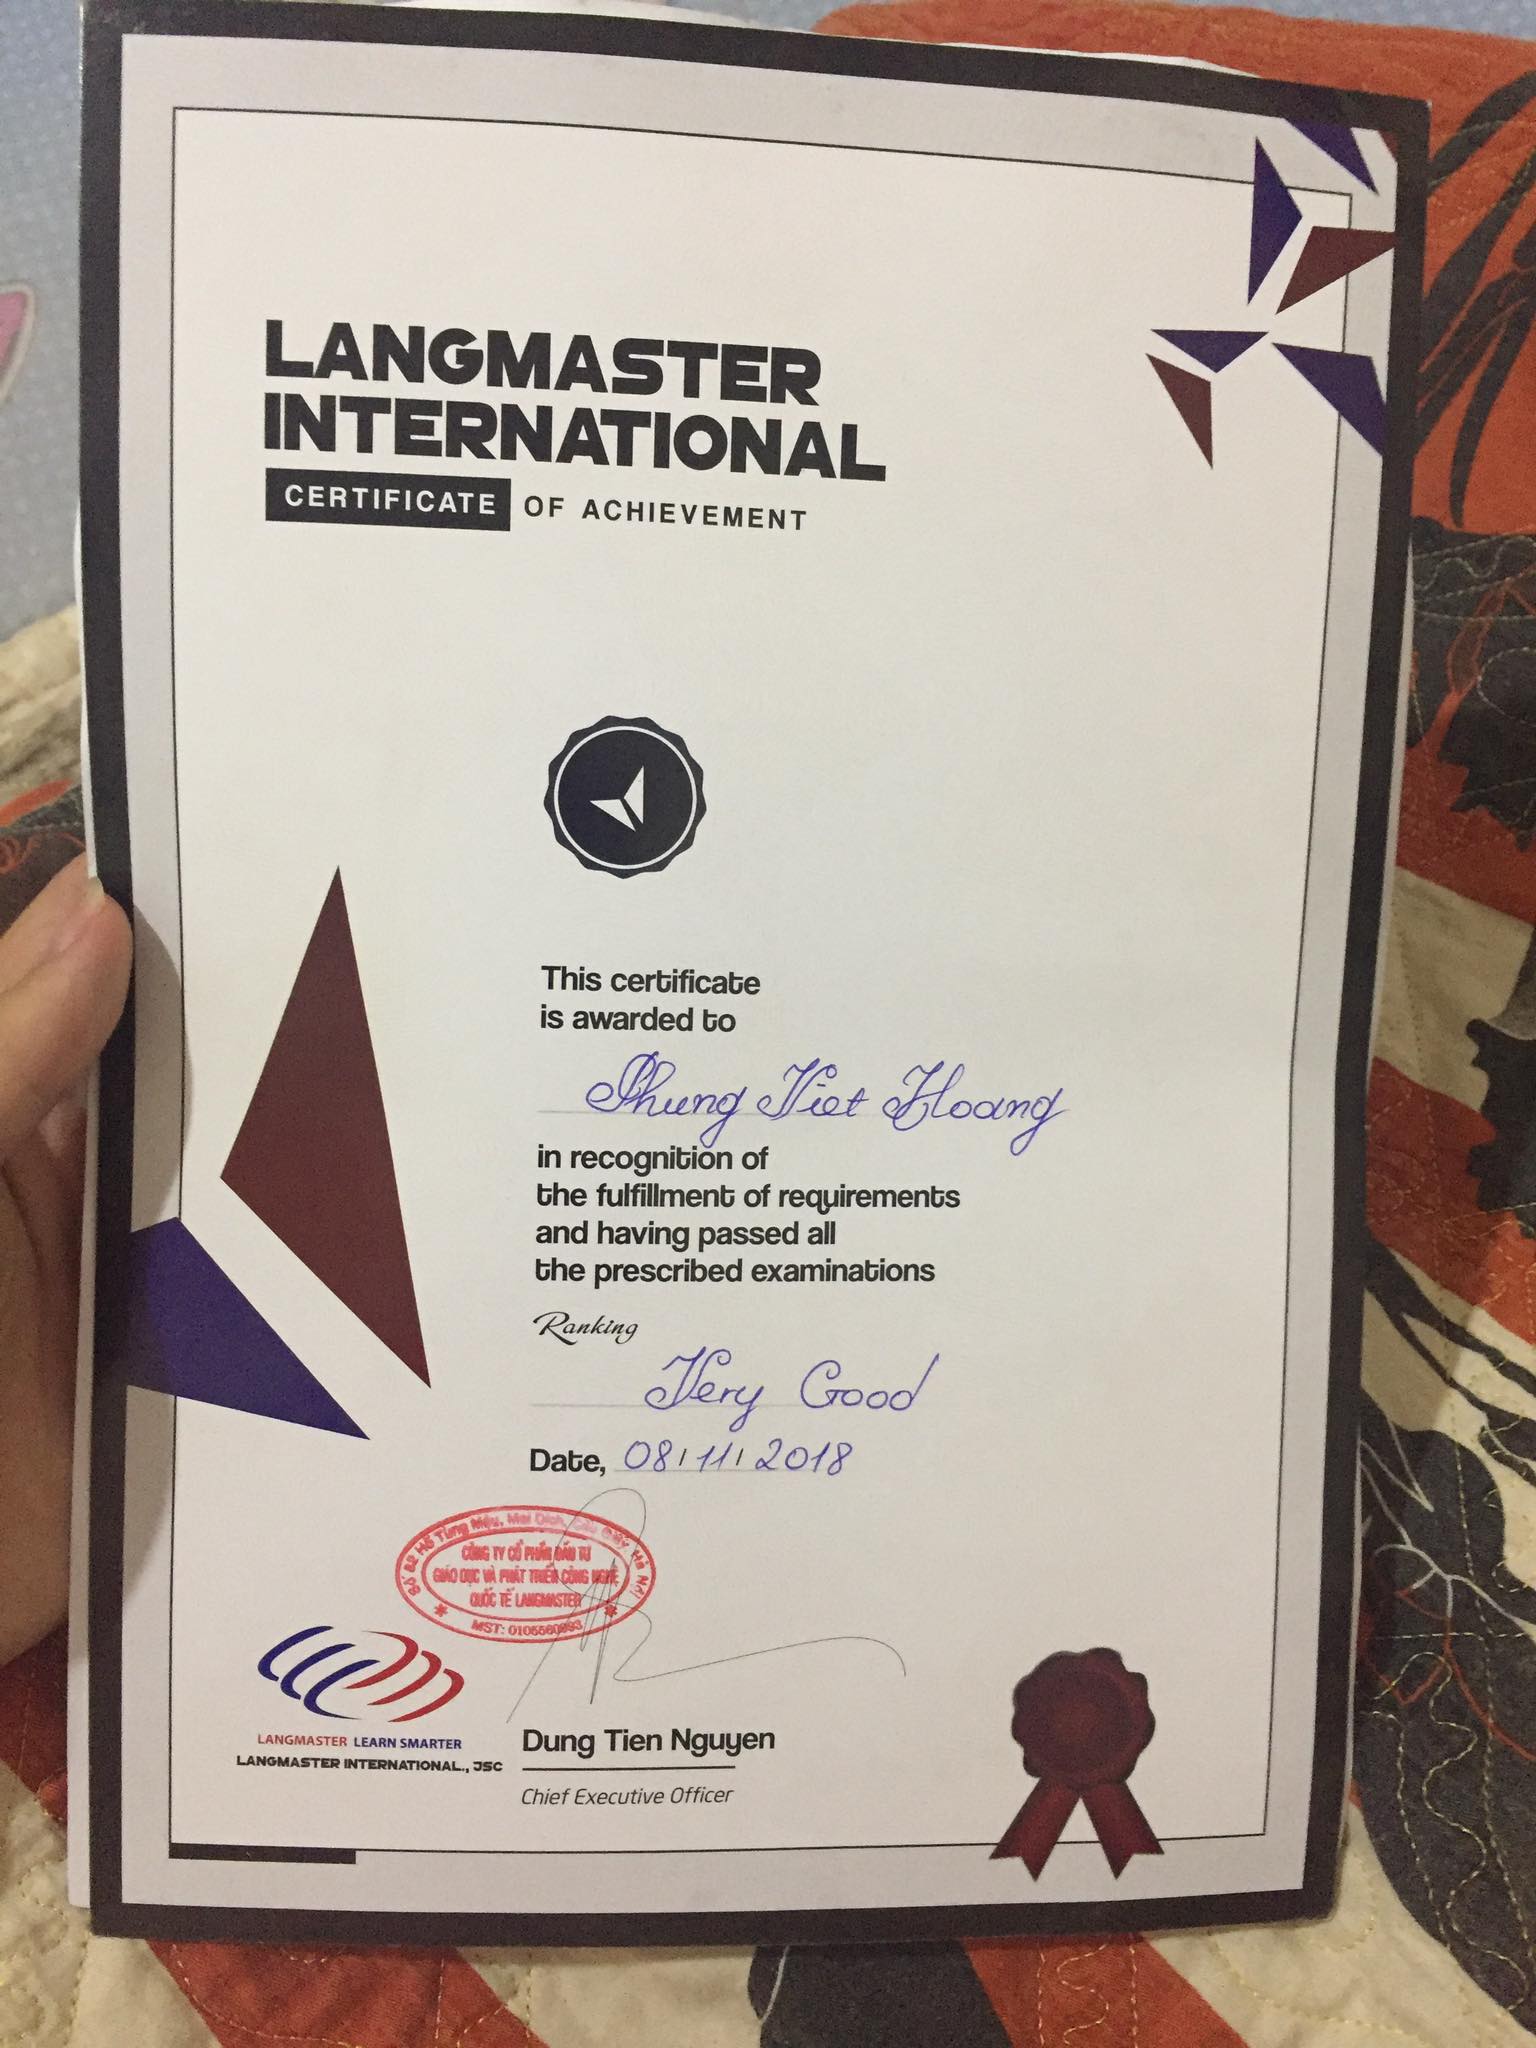 LANGMASTER
INTERNATIONAL
CERTIFICATE OF ACHIEVEMENT
This certificate
is awarded to
Phung Viet Hoang
in recognition of
the fulfillment of requirements
and having passed all
the prescribed examinations
Ranking
Very Good
Date, 08/11/2018
Số B2 Hồ Tùng Mậu, Mai Dịch, Cầu Giấy, Hà Nội
CÔNG TY CỔ PHẦN ĐẦU TƯ
GIÁO DỤC VÀ PHÁT TRIỂN CÔNG NGHỆ
QUỐC TẾ LANGMASTER
MST:
LANGMASTER LEARN SMARTER
LANGMASTER INTERNATIONAL., JSC
Dung Tien Nguyen
Chief Executive Officer